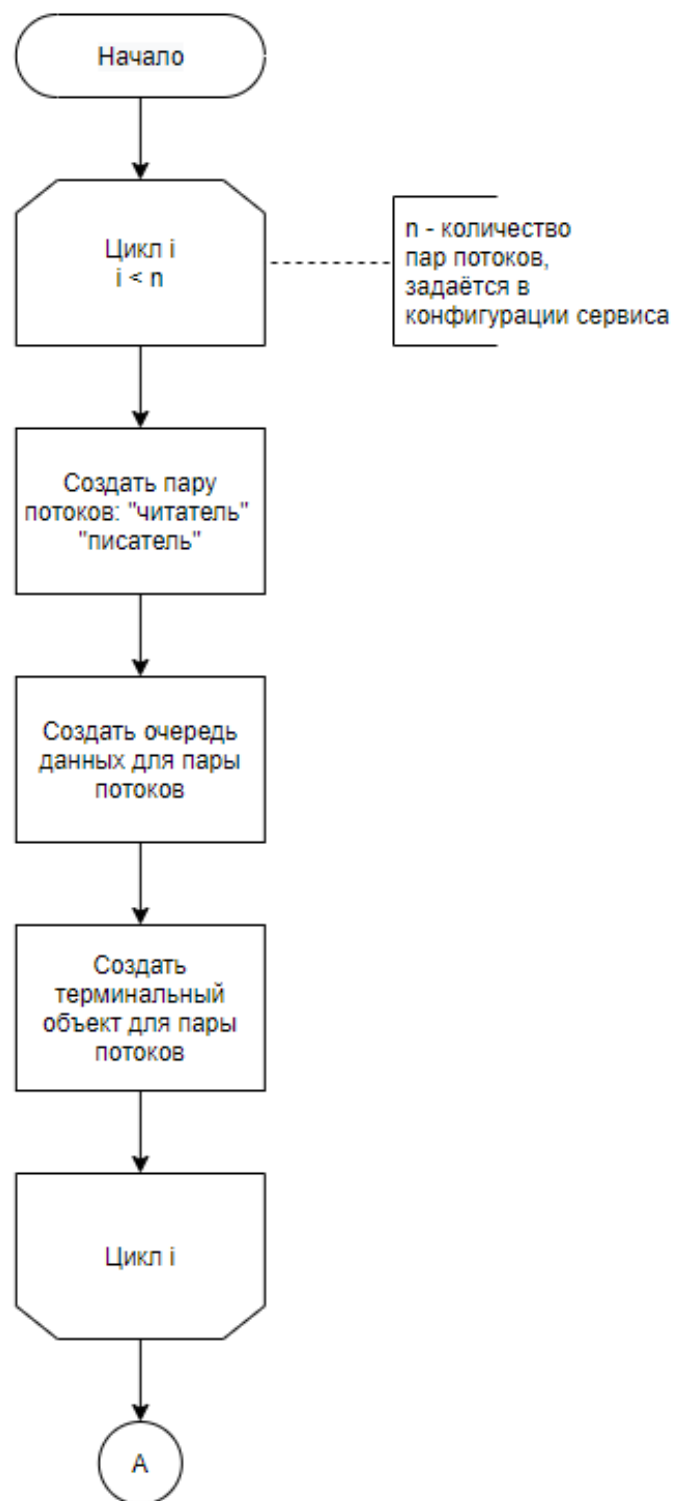 Начало
Цикл i
i < n
n - количество
пар потоков,
задаётся в
конфигурации сервиса
Создать пару
потоков: "читатель"
"писатель"
Создать очередь
данных для пары
потоков
Создать
терминальный
объект для пары
потоков
Цикл i
А